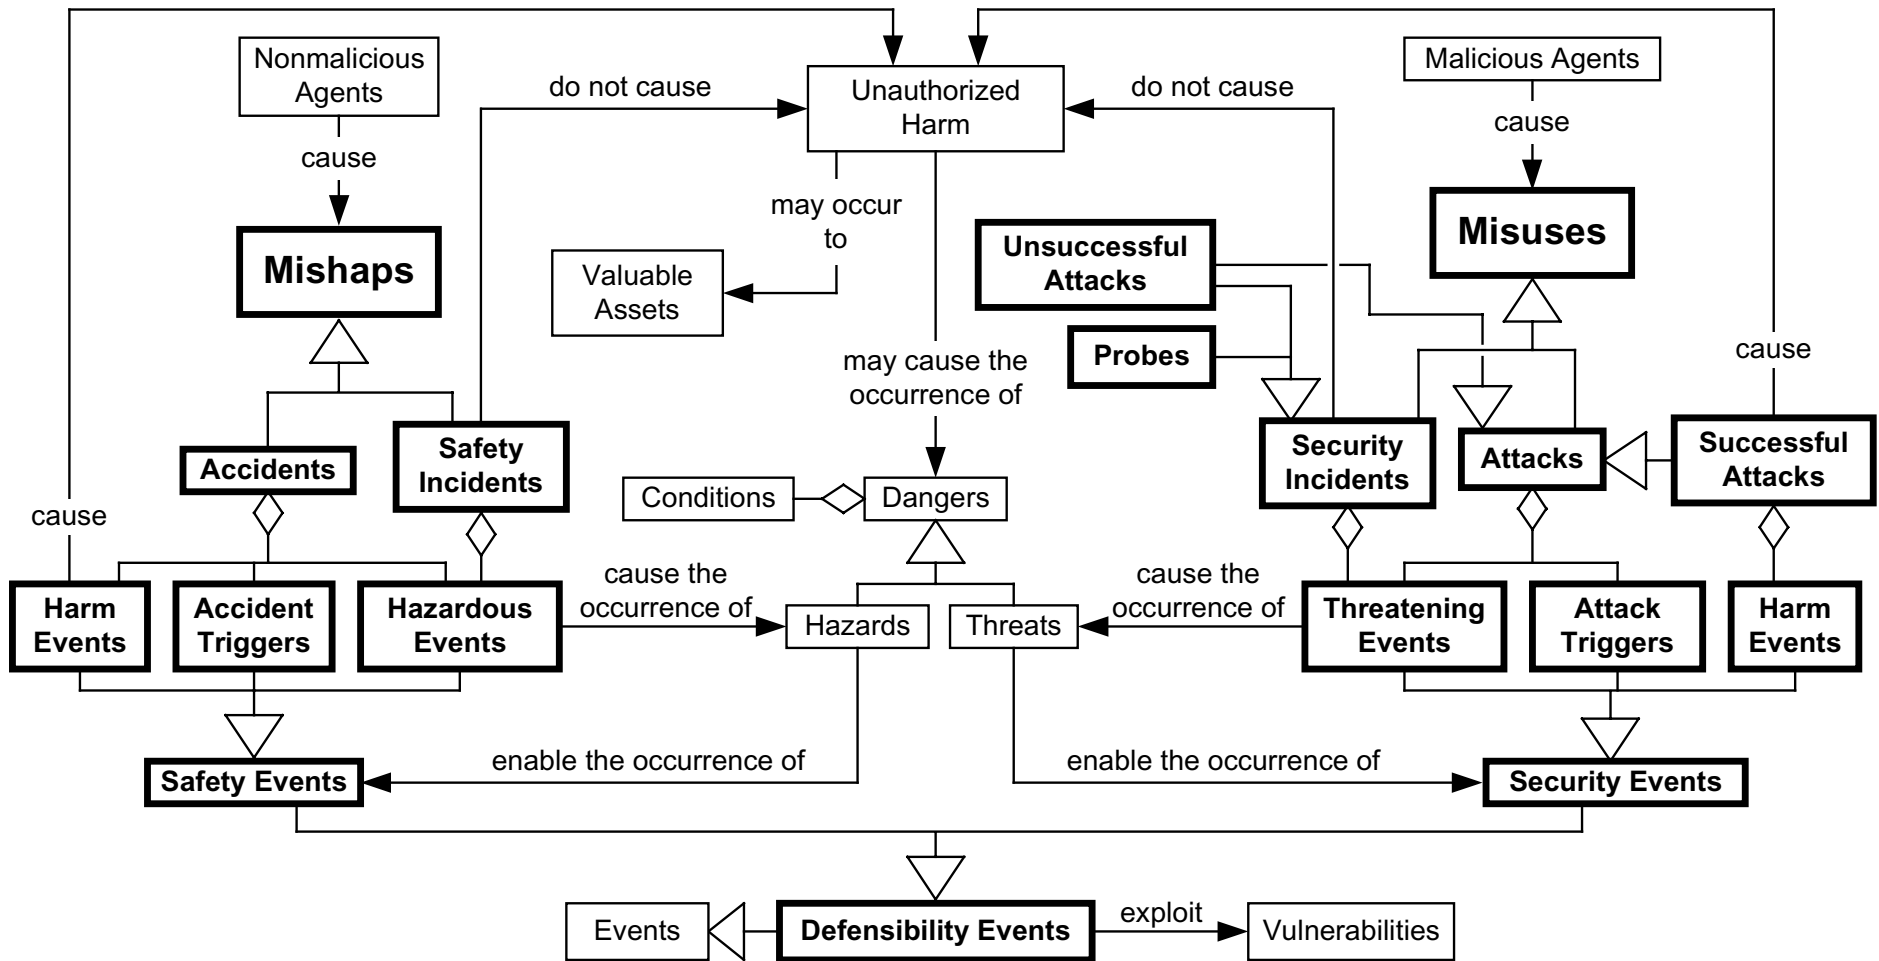 Nonmalicious
Agents
cause
Mishaps
do not cause
Unauthorized
Harm
do not cause
Malicious Agents
cause
Misuses
may occur
to
Valuable
Assets
Unsuccessful
Attacks
Probes
may cause the
occurrence of
cause
Accidents
Safety
Incidents
Conditions
Dangers
Security
Incidents
Attacks
Successful
Attacks
cause
Harm
Events
Accident
Triggers
Hazardous
Events
cause the
occurrence of
Hazards
Threats
cause the
occurrence of
Threatening
Events
Attack
Triggers
Harm
Events
Safety Events
enable the occurrence of
enable the occurrence of
Security Events
Events
Defensibility Events
exploit
Vulnerabilities